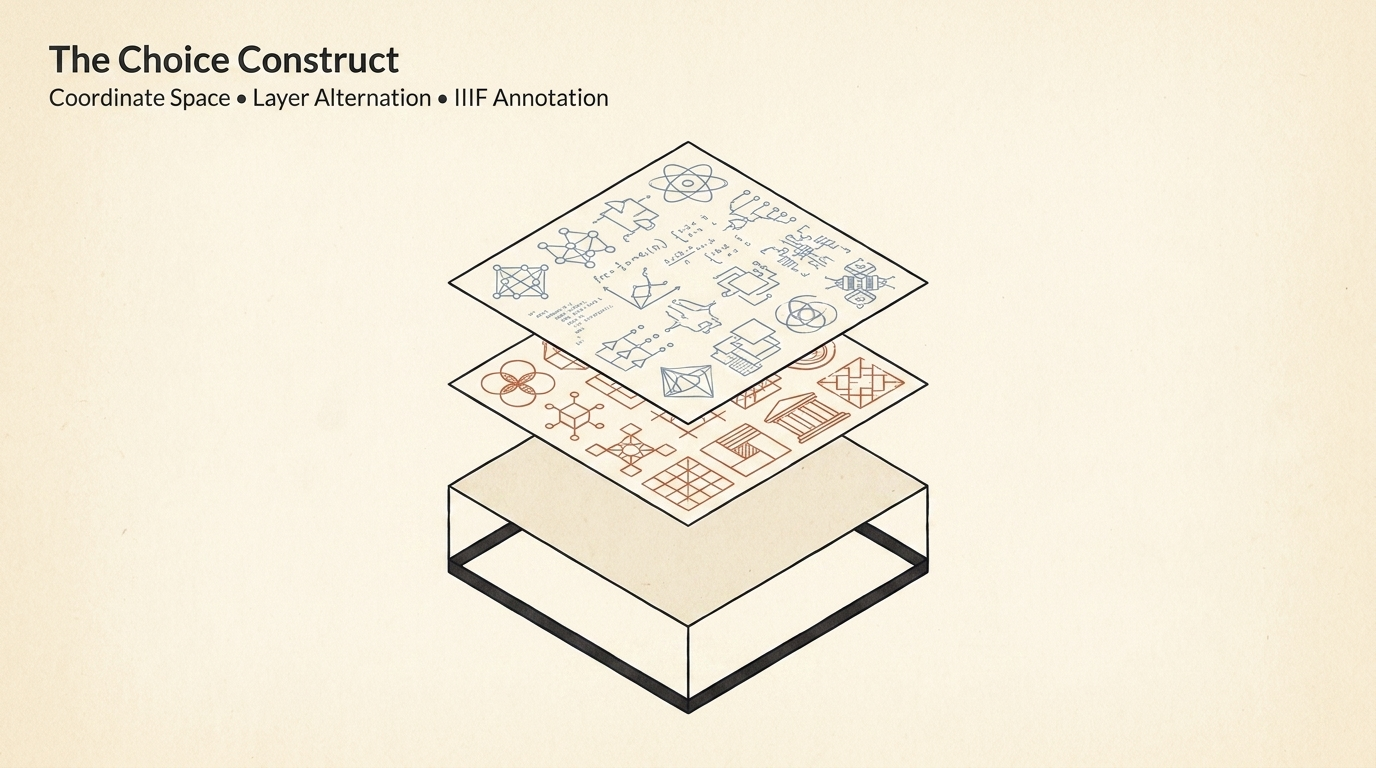 The Choice Construct
Coordinate Space • Layer Alternation • IIIF Annotation